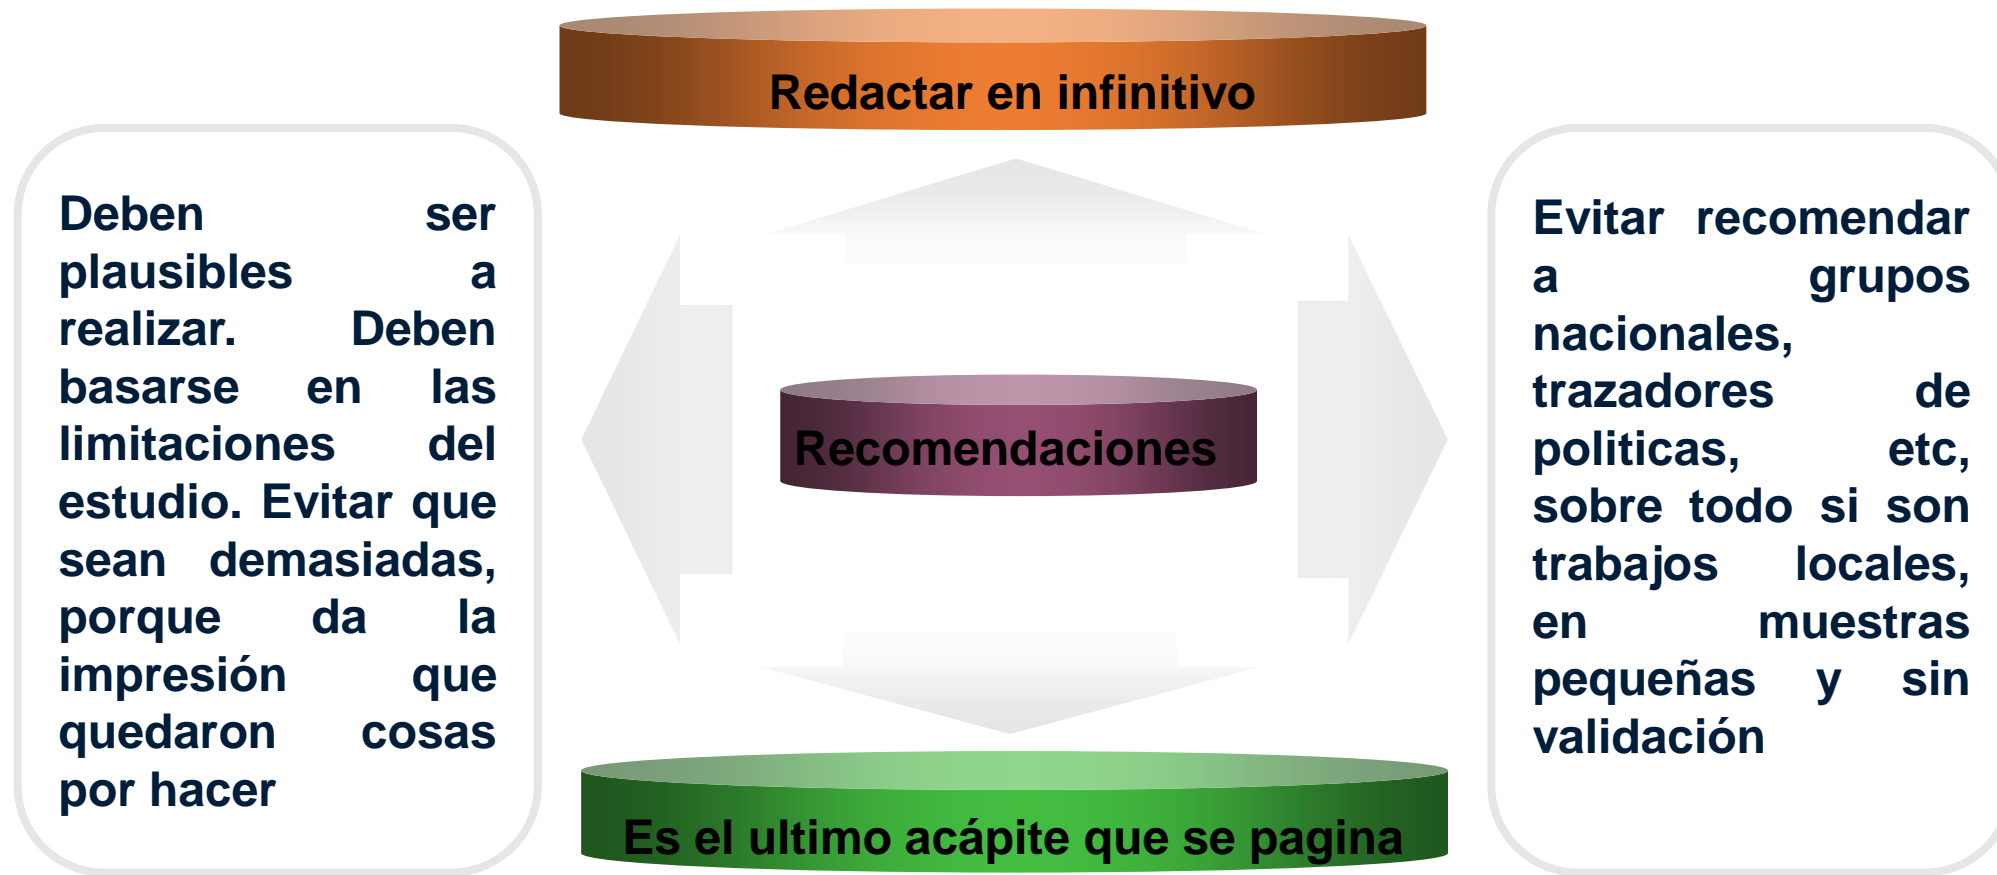 Redactar en infinitivo
Deben ser
plausibles a
realizar. Deben
basarse en las
limitaciones del
estudio. Evitar que
sean demasiadas,
porque da la
impresión que
quedaron cosas
por hacer
Recomendaciones
Evitar recomendar
a grupos
nacionales,
trazadores de
politicas, etc,
sobre todo si son
trabajos locales,
en muestras
pequeñas y sin
validación
Es el ultimo acápite que se pagina